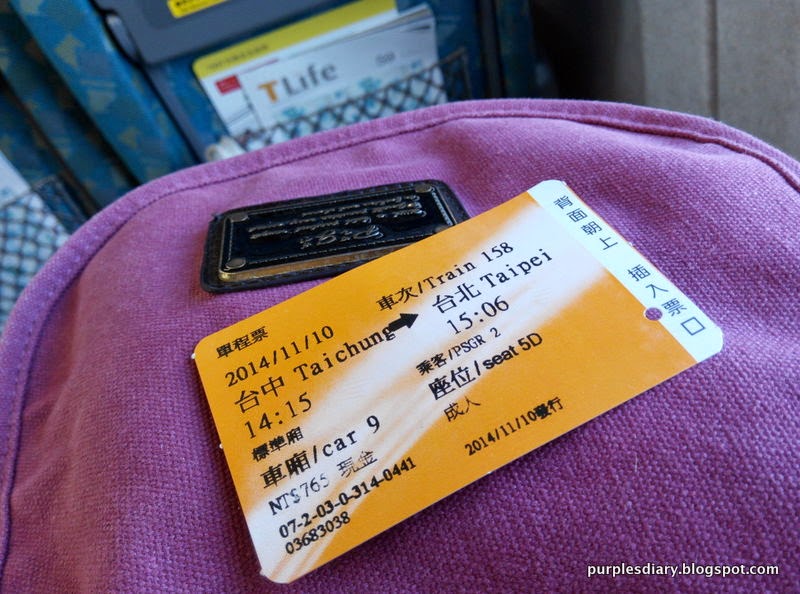 T Life
背面朝上 插入票口
單程票
車次/Train 158
2014/11/10
台中 Taichung → 台北 Taipei
14:15 15:06
標準廂 乘客/PSGR 2
車廂/car 9 座位/seat 5D
NT$765 現金 成人
07-2-03-0-314-0441
03683038 2014/11/10發行
purplesdiary.blogspot.com